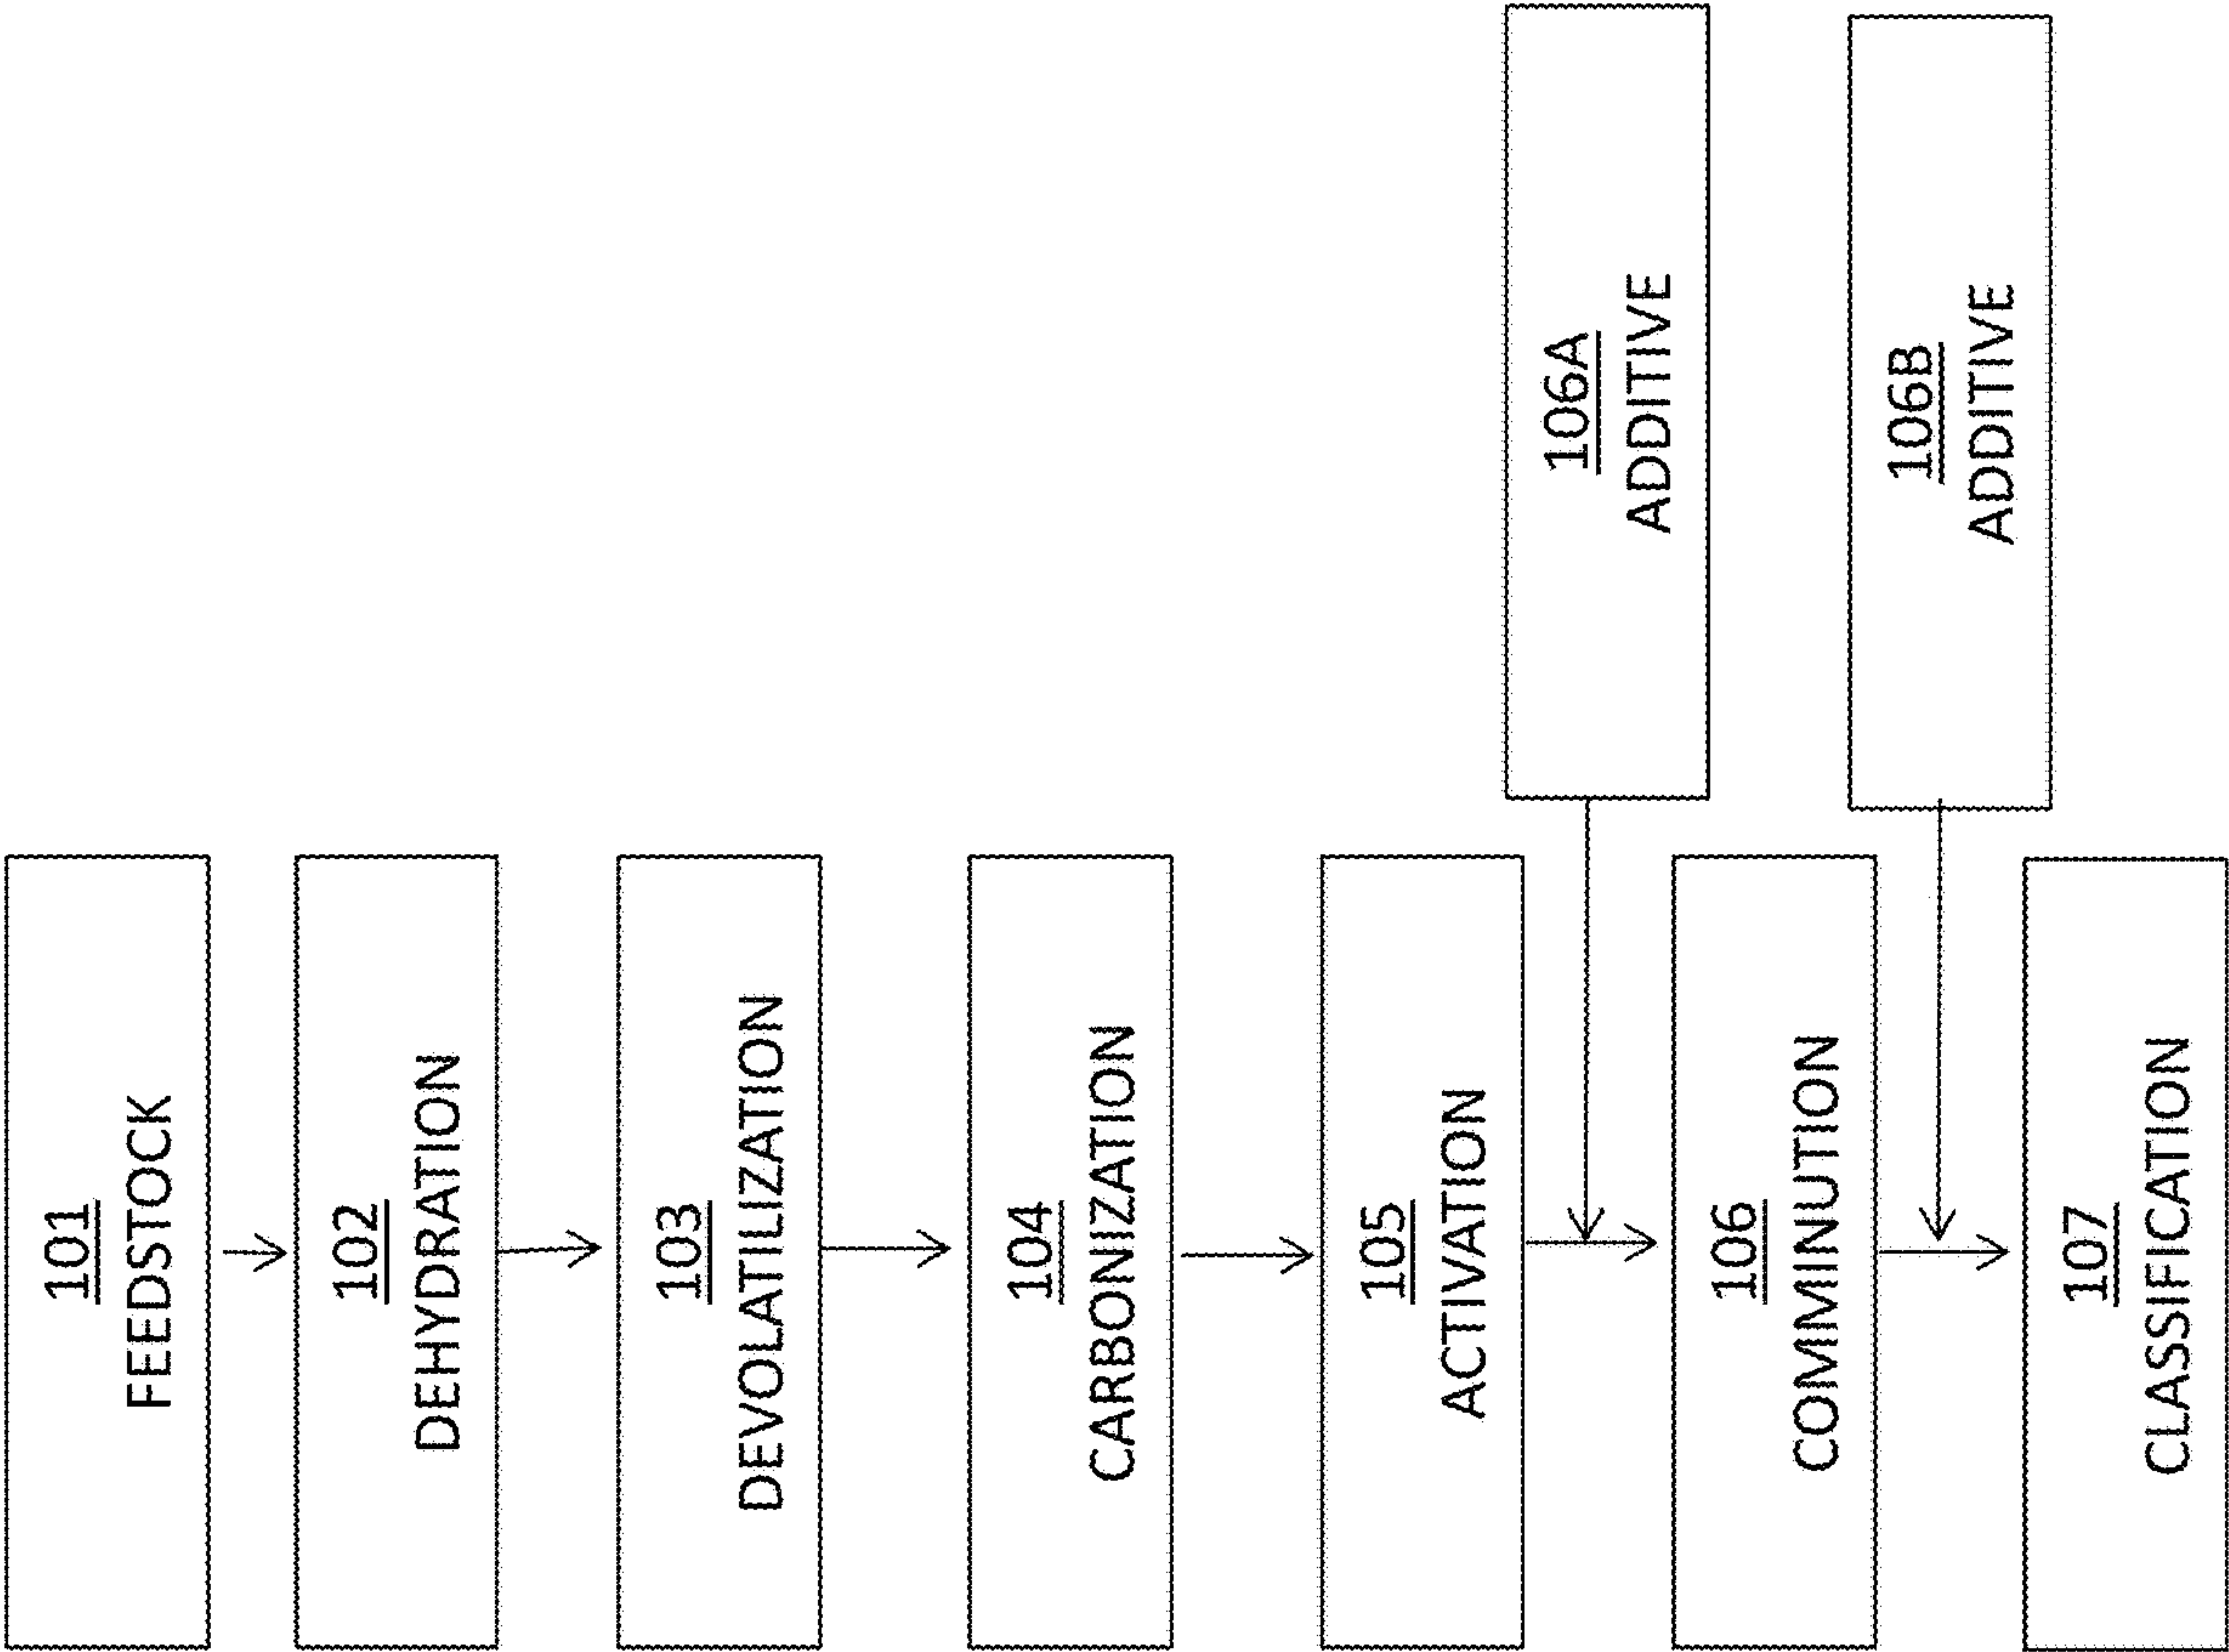 101
FEEDSTOCK
102
DEHYDRATION
103
DEVOLATILIZATION
104
CARBONIZATION
105
ACTIVATION
106A
ADDITIVE
106
COMMINUTION
106B
ADDITIVE
107
CLASSIFICATION